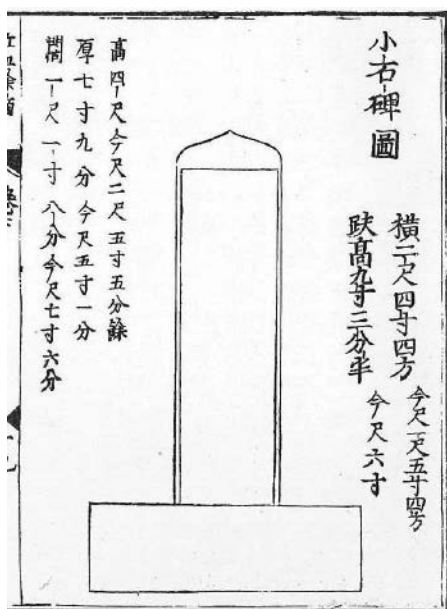 小石碑圖
橫二尺四寸四方 今尺一尺五寸四方
趺高九寸三分半 今尺六寸
高四尺今尺二尺五寸五分餘
厚七寸九分今尺五寸一分
闊一尺一寸八分今尺七寸六分